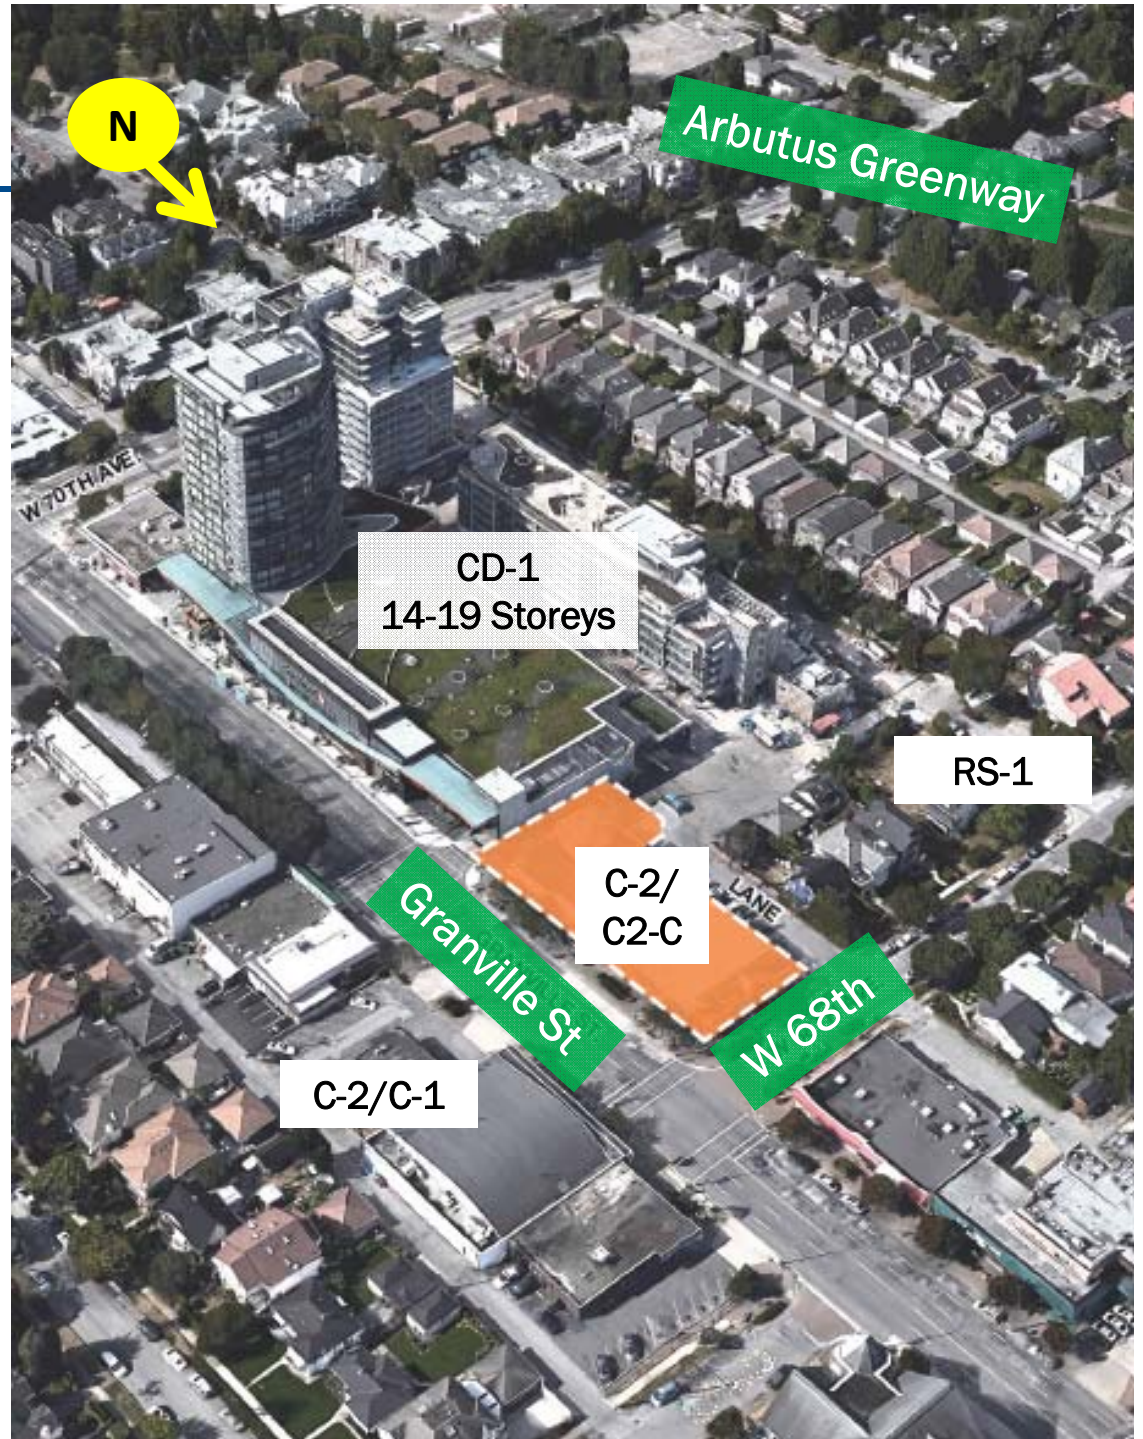 N
Arbutus Greenway
W 70TH AVE
CD-1
14-19 Storeys
RS-1
C-2/
C2-C
LANE
Granville St
W 68th
C-2/C-1